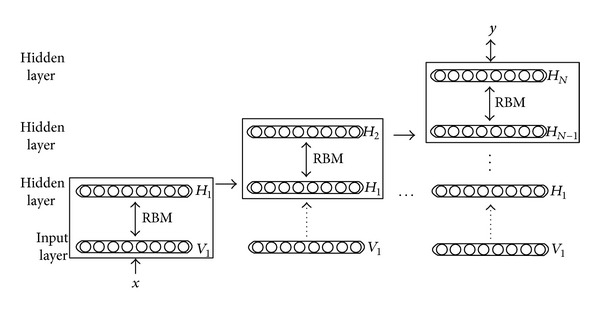 y
Hidden
layer
H_N
RBM
Hidden
layer
H_2
H_{N-1}
RBM
Hidden
layer
H_1
H_1
...
H_1
RBM
Input
layer
V_1
V_1
V_1
x